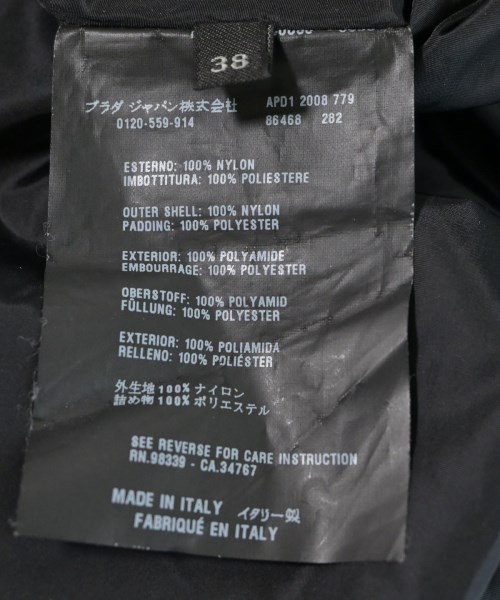 38
プラダ ジャパン株式会社 APD1 2008 779
0120-559-914 86468 282
ESTERNO: 100% NYLON
IMBOTTITURA: 100% POLIESTERE
OUTER SHELL: 100% NYLON
PADDING: 100% POLYESTER
EXTERIOR: 100% POLYAMIDE
EMBOURRAGE: 100% POLYESTER
OBERSTOFF: 100% POLYAMID
FÜLLUNG: 100% POLYESTER
EXTERIOR: 100% POLIAMIDA
RELLENO: 100% POLIÉSTER
外生地100% ナイロン
詰め物100% ポリエステル
SEE REVERSE FOR CARE INSTRUCTION
RN.98339 - CA.34767
MADE IN ITALY イタリー製
FABRIQUÉ EN ITALY